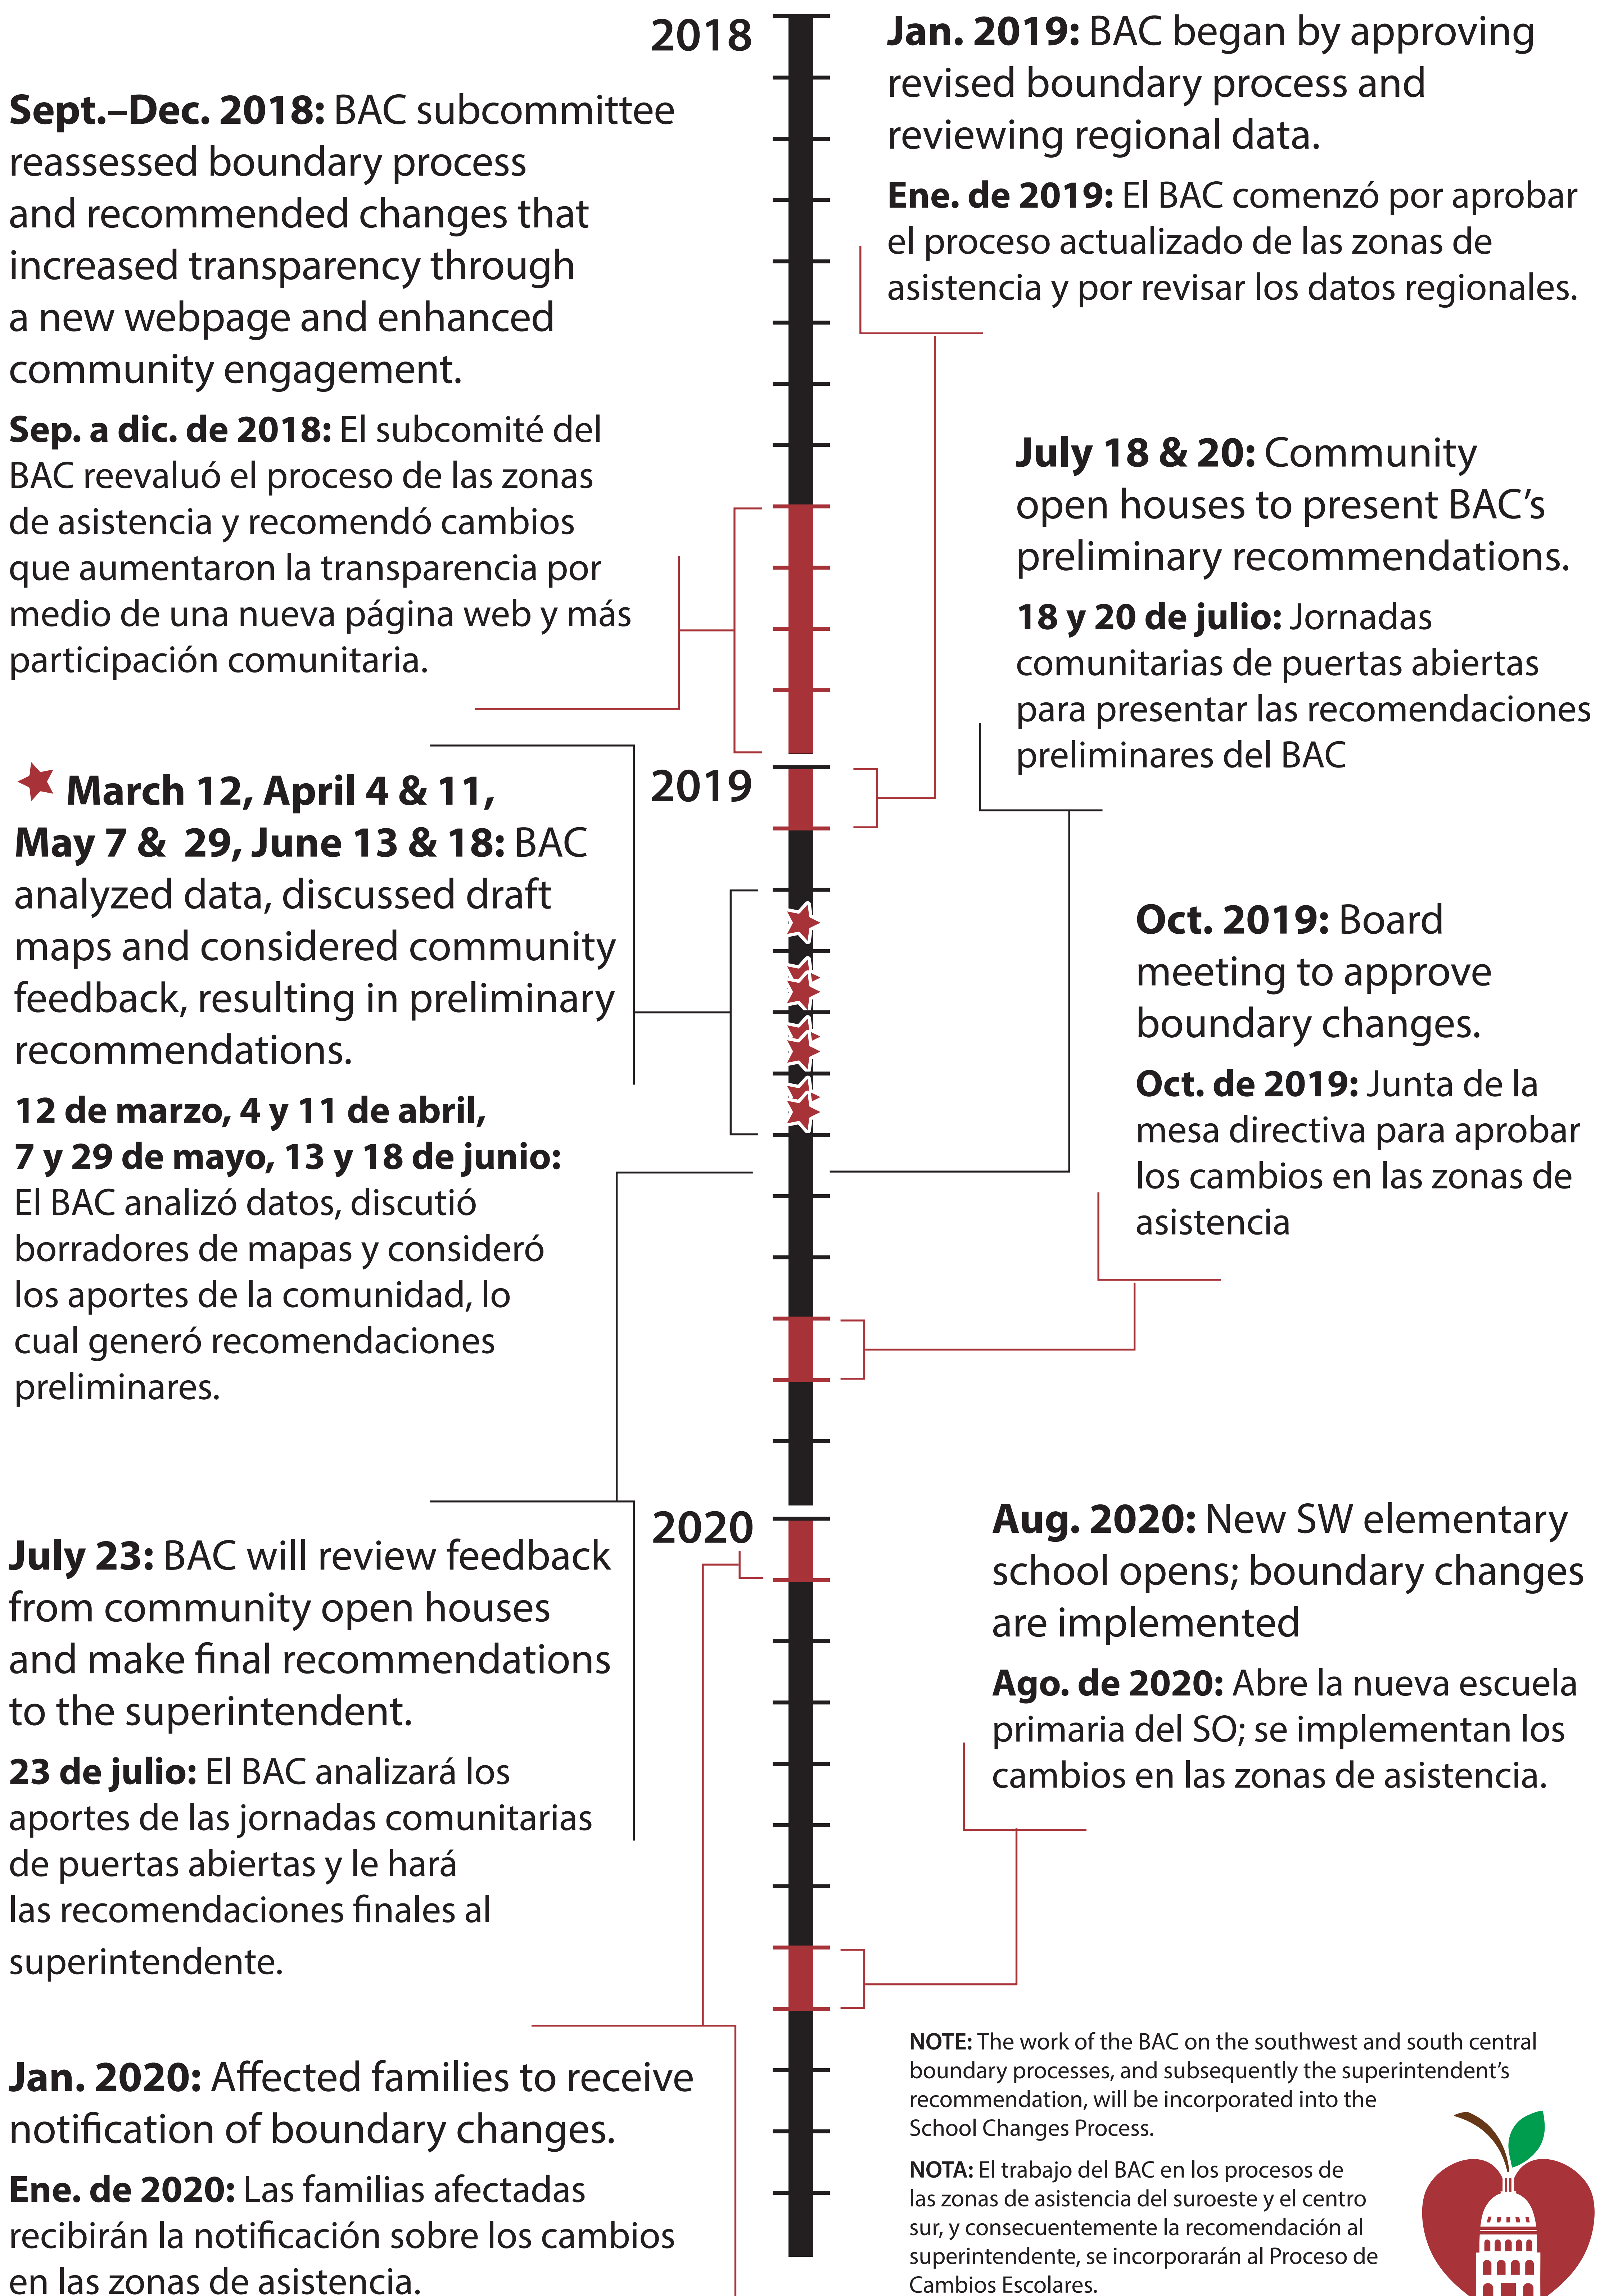 2018
Sept.–Dec. 2018: BAC subcommittee
reassessed boundary process
and recommended changes that
increased transparency through
a new webpage and enhanced
community engagement.
Sep. a dic. de 2018: El subcomité del
BAC reevaluó el proceso de las zonas
de asistencia y recomendó cambios
que aumentaron la transparencia por
medio de una nueva página web y más
participación comunitaria.
Jan. 2019: BAC began by approving
revised boundary process and
reviewing regional data.
Ene. de 2019: El BAC comenzó por aprobar
el proceso actualizado de las zonas de
asistencia y por revisar los datos regionales.
2019
March 12, April 4 & 11,
May 7 & 29, June 13 & 18: BAC
analyzed data, discussed draft
maps and considered community
feedback, resulting in preliminary
recommendations.
12 de marzo, 4 y 11 de abril,
7 y 29 de mayo, 13 y 18 de junio:
El BAC analizó datos, discutió
borradores de mapas y consideró
los aportes de la comunidad, lo
cual generó recomendaciones
preliminares.
July 18 & 20: Community
open houses to present BAC’s
preliminary recommendations.
18 y 20 de julio: Jornadas
comunitarias de puertas abiertas
para presentar las recomendaciones
preliminares del BAC
July 23: BAC will review feedback
from community open houses
and make final recommendations
to the superintendent.
23 de julio: El BAC analizará los
aportes de las jornadas comunitarias
de puertas abiertas y le hará
las recomendaciones finales al
superintendente.
Oct. 2019: Board
meeting to approve
boundary changes.
Oct. de 2019: Junta de la
mesa directiva para aprobar
los cambios en las zonas de
asistencia
2020
Jan. 2020: Affected families to receive
notification of boundary changes.
Ene. de 2020: Las familias afectadas
recibirán la notificación sobre los cambios
en las zonas de asistencia.
Aug. 2020: New SW elementary
school opens; boundary changes
are implemented
Ago. de 2020: Abre la nueva escuela
primaria del SO; se implementan los
cambios en las zonas de asistencia.
NOTE: The work of the BAC on the southwest and south central
boundary processes, and subsequently the superintendent’s
recommendation, will be incorporated into the
School Changes Process.
NOTA: El trabajo del BAC en los procesos de
las zonas de asistencia del suroeste y el centro
sur, y consecuentemente la recomendación al
superintendente, se incorporarán al Proceso de
Cambios Escolares.